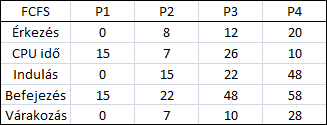 FCFS P1 P2 P3 P4
Érkezés 0 8 12 20
CPU idő 15 7 26 10
Indulás 0 15 22 48
Befejezés 15 22 48 58
Várakozás 0 7 10 28